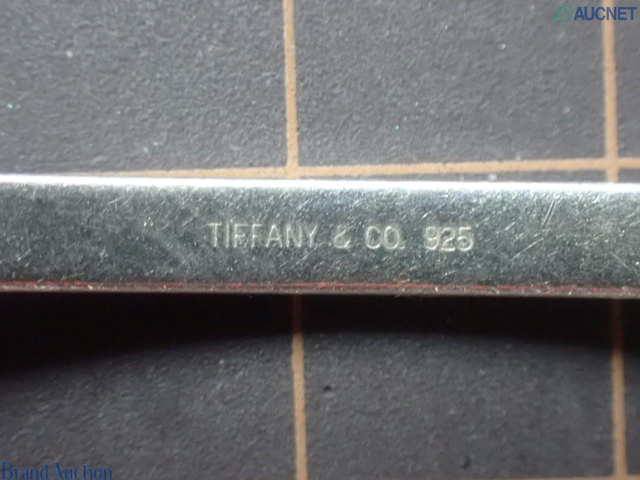 AUCNET
TIFFANY & CO. 925
Brand Auction